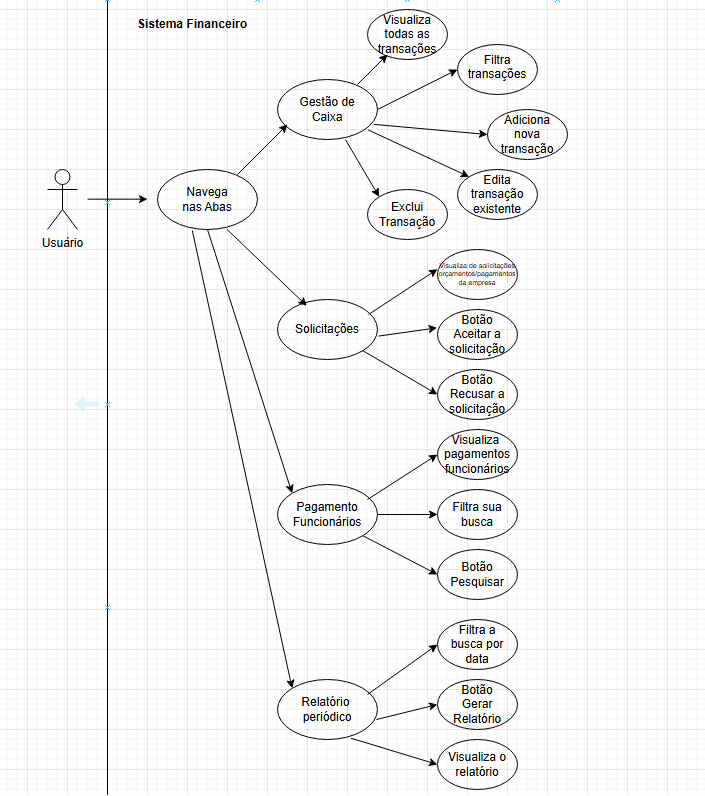 Sistema Financeiro
Visualiza
todas as
transações
Filtra
transações
Gestão de
Caixa
Adiciona
nova
transação
Edita
transação
existente
Navega
nas Abas
Exclui
Transação
Usuário
Visualiza de solicitações
orçamentos/pagamentos
da empresa
Solicitações
Botão
Aceitar a
solicitação
Botão
Recusar a
solicitação
Visualiza
pagamentos
funcionários
Pagamento
Funcionários
Filtra sua
busca
Botão
Pesquisar
Filtra a
busca por
data
Relatório
periódico
Botão
Gerar
Relatório
Visualiza o
relatório